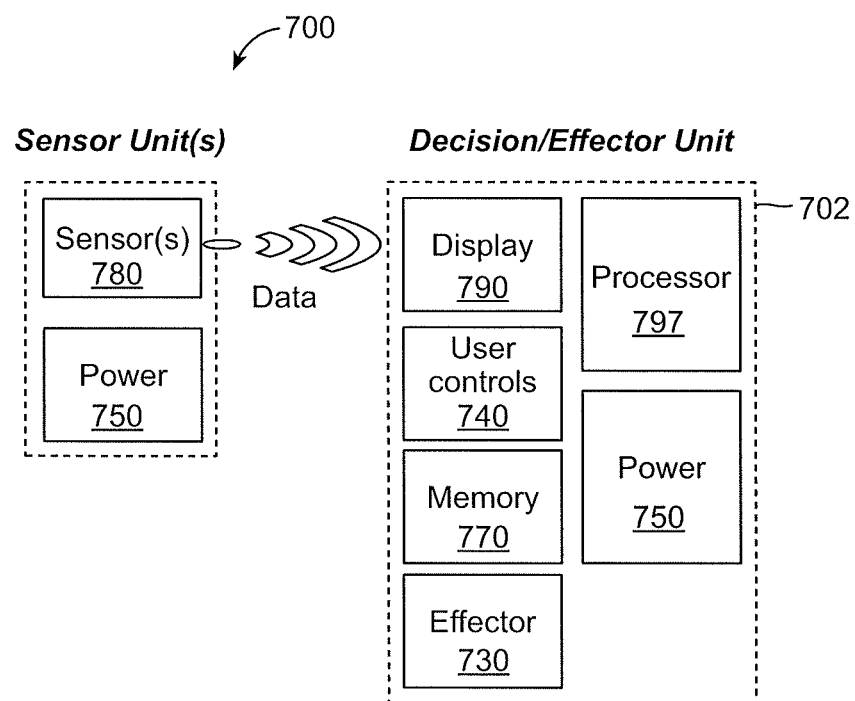 700
Sensor Unit(s)
Decision/Effector Unit
702
Sensor(s)
780
Data
Power
750
Display
790
User
controls
740
Memory
770
Effector
730
Processor
797
Power
750